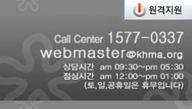 원격지원
Call Center 1577-0337
webmaster@khma.org
상담시간 am 09:30~pm 05:30
점심시간 am 12:00~pm 01:00
(토,일,공휴일은 휴무입니다)